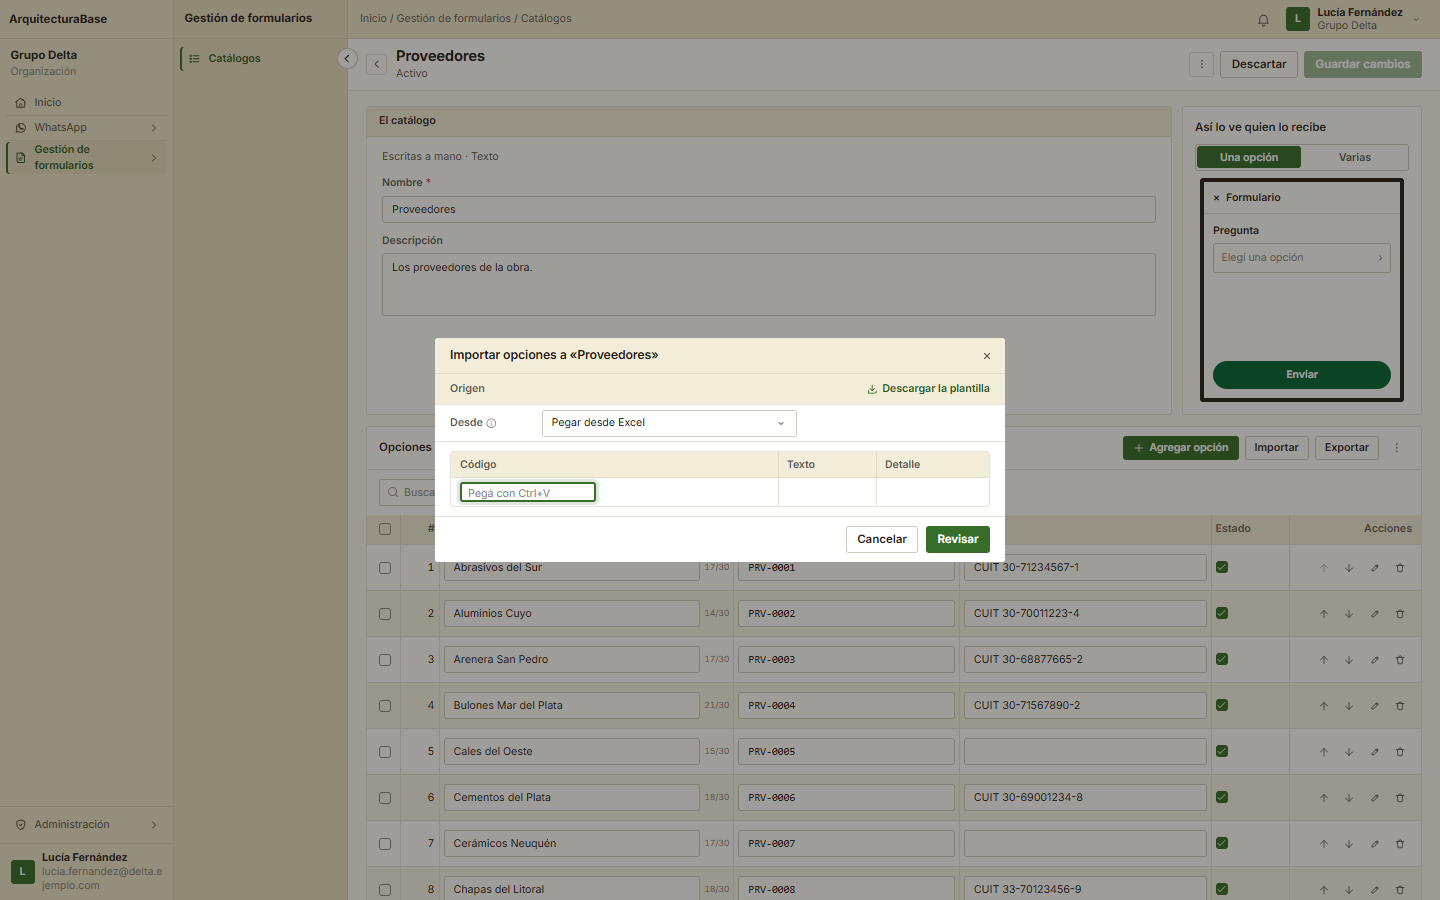 ArquitecturaBase
Grupo Delta
Organización
Inicio
WhatsApp
Gestión de
formularios
Administración
Lucía Fernández
L
lucia.fernandez@delta.e
jemplo.com
Gestión de formularios
Catálogos
Inicio / Gestión de formularios / Catálogos
L
Lucía Fernández
Grupo Delta
Proveedores
Activo
Descartar
Guardar cambios
El catálogo
Escritas a mano · Texto
Nombre *
Proveedores
Descripción
Los proveedores de la obra.
Así lo ve quien lo recibe
Una opción
Varias
× Formulario
Pregunta
Elegí una opción
Enviar
Importar opciones a «Proveedores»
×
Origen
Descargar la plantilla
Desde
Pegar desde Excel
Código
Texto
Detalle
Pegá con Ctrl+V
Cancelar
Revisar
Opciones
Agregar opción
Importar
Exportar
Busca
#
Estado
Acciones
1 Abrasivos del Sur 17/30 PRV-0001 CUIT 30-71234567-1
2 Aluminios Cuyo 14/30 PRV-0002 CUIT 30-70011223-4
3 Arenera San Pedro 17/30 PRV-0003 CUIT 30-68877665-2
4 Bulones Mar del Plata 21/30 PRV-0004 CUIT 30-71567890-2
5 Cales del Oeste 15/30 PRV-0005
6 Cementos del Plata 18/30 PRV-0006 CUIT 30-69001234-8
7 Cerámicos Neuquén 17/30 PRV-0007
8 Chapas del Litoral 18/30 PRV-0008 CUIT 33-70123456-9